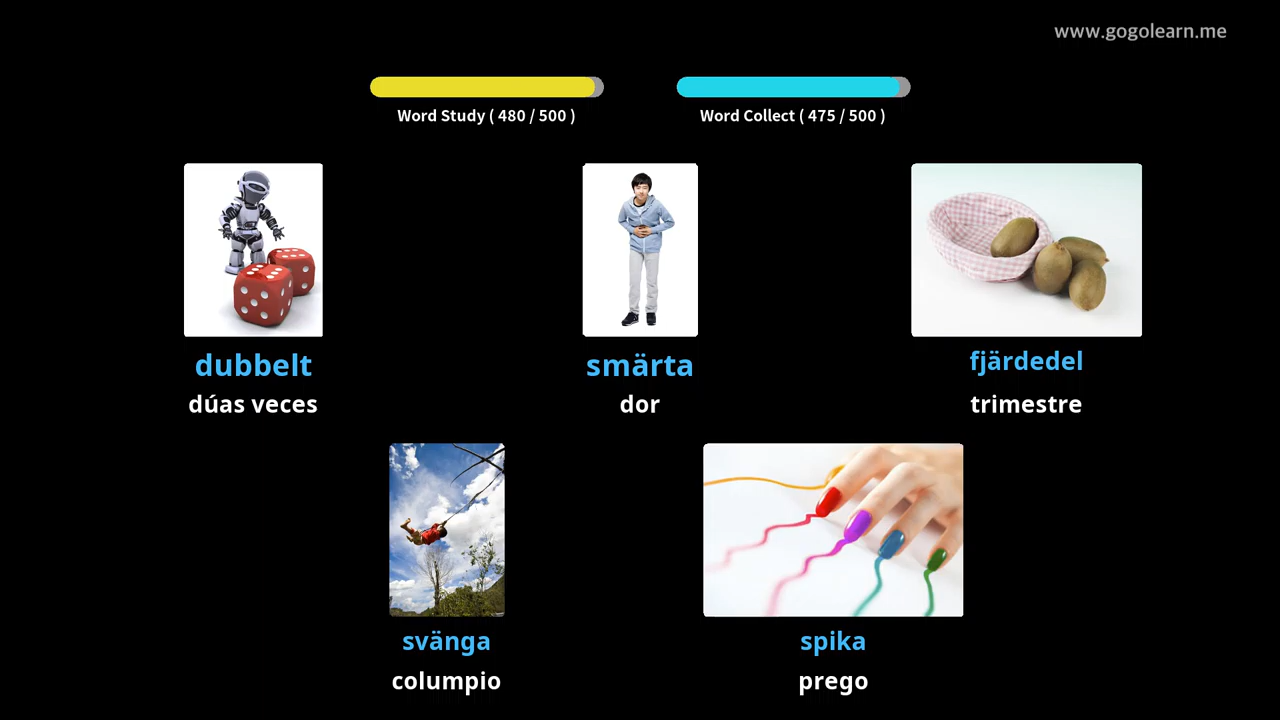 www.gogolearn.me
Word Study ( 480 / 500 )
Word Collect ( 475 / 500 )
dubbelt
dúas veces
smärta
dor
fjärdedel
trimestre
svänga
columpio
spika
prego